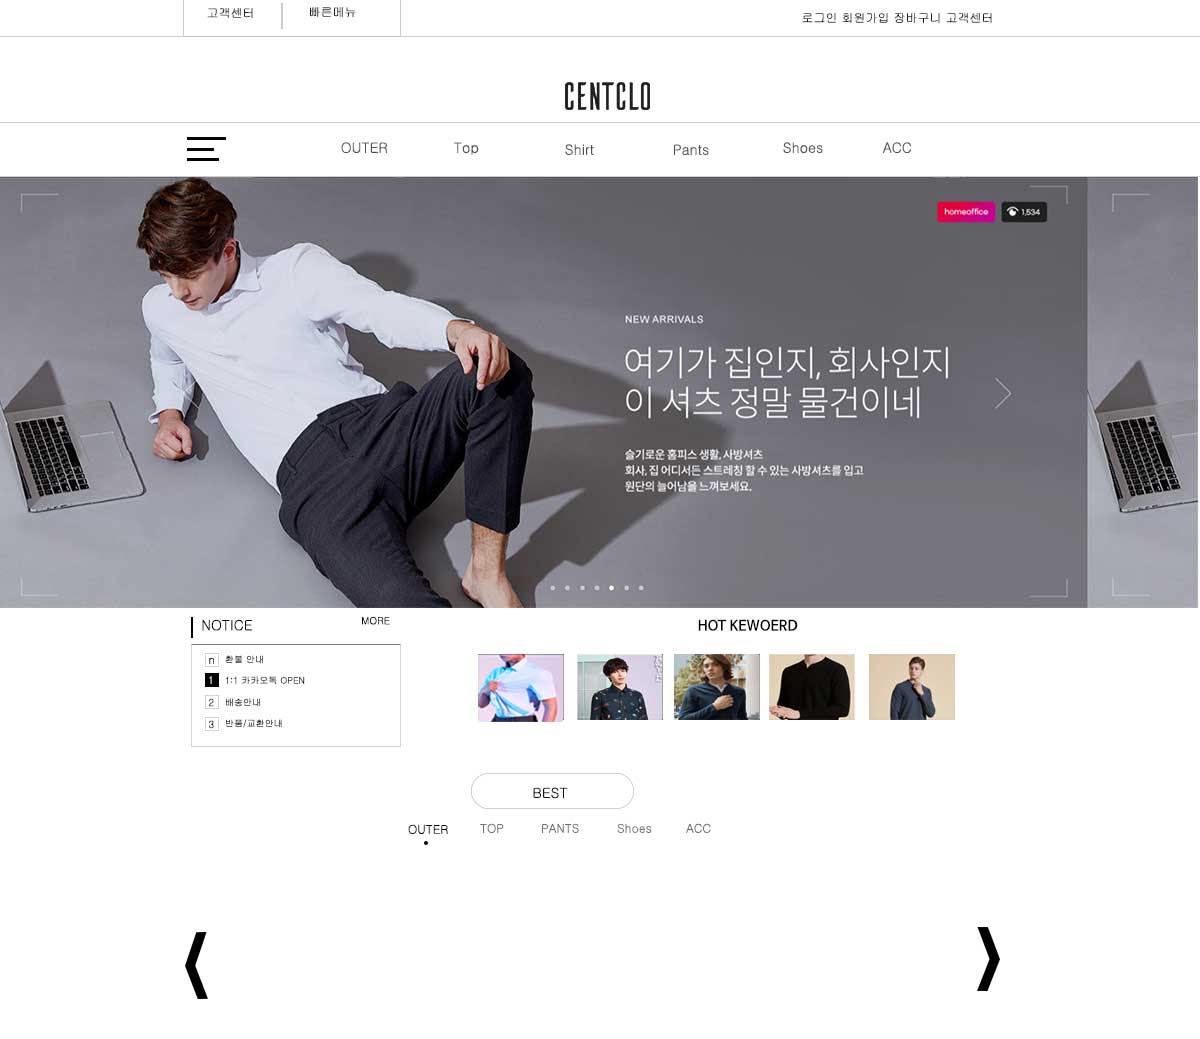 고객센터
빠른메뉴
로그인 회원가입 장바구니 고객센터
CENTCLO
OUTER
Top
Shirt
Pants
Shoes
ACC
homeoffice
1,534
NEW ARRIVALS
여기가 집인지, 회사인지
이 셔츠 정말 물건이네
슬기로운 홈피스 생활, 사방셔츠
회사, 집 어디서든 스트레칭 할 수 있는 사방셔츠를 입고
원단의 늘어남을 느껴보세요.
NOTICE
MORE
n 환불 안내
1 1:1 카카오톡 OPEN
2 배송안내
3 반품/교환안내
HOT KEWOERD
BEST
OUTER
TOP
PANTS
Shoes
ACC